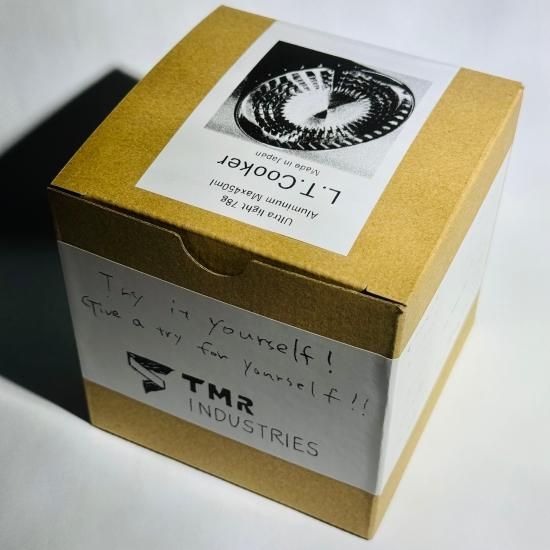 L.T.Cooker
Made in Japan
Ultra light 78g
Aluminum Max450ml
Try it yourself!
Give a try for yourself!!
TMR
INDUSTRIES